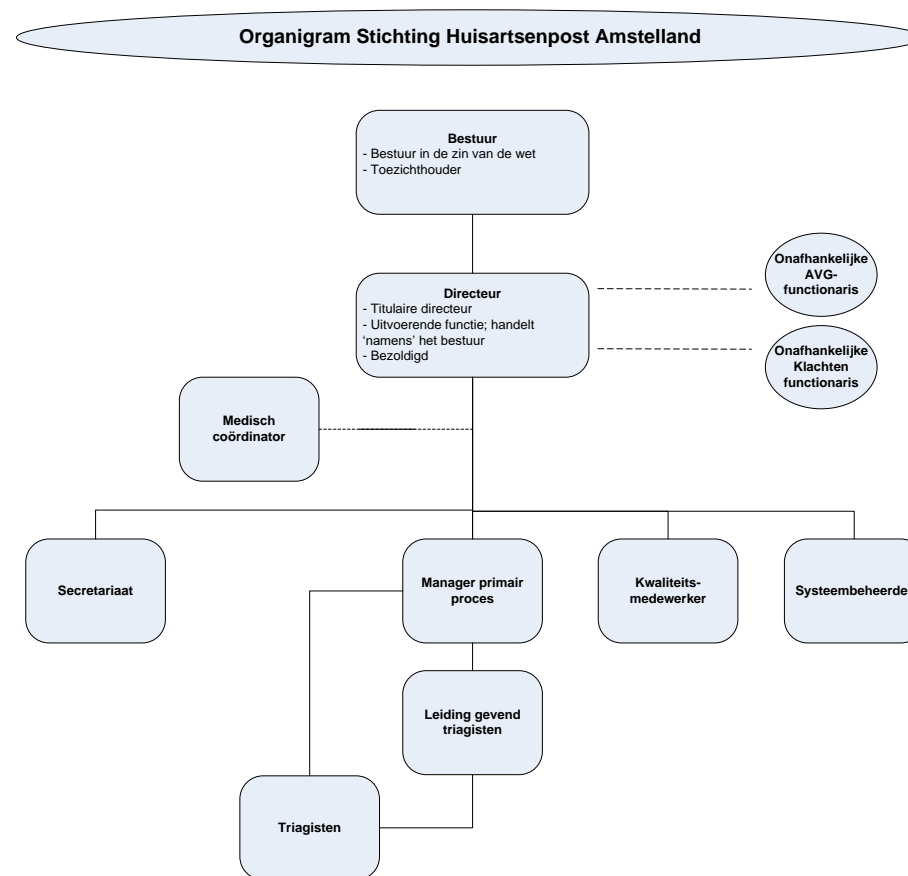 Organigram Stichting Huisartsenpost Amstelland
Bestuur
- Bestuur in de zin van de wet
- Toezichthouder
Onafhankelijke
AVG-
functionaris
Directeur
- Titulaire directeur
- Uitvoerende functie; handelt
‘namens’ het bestuur
- Bezoldigd
Onafhankelijke
Klachten
functionaris
Medisch
coördinator
Secretariaat
Manager primair
proces
Kwaliteits-
medewerker
Systeembeheerde
Leiding gevend
triagisten
Triagisten